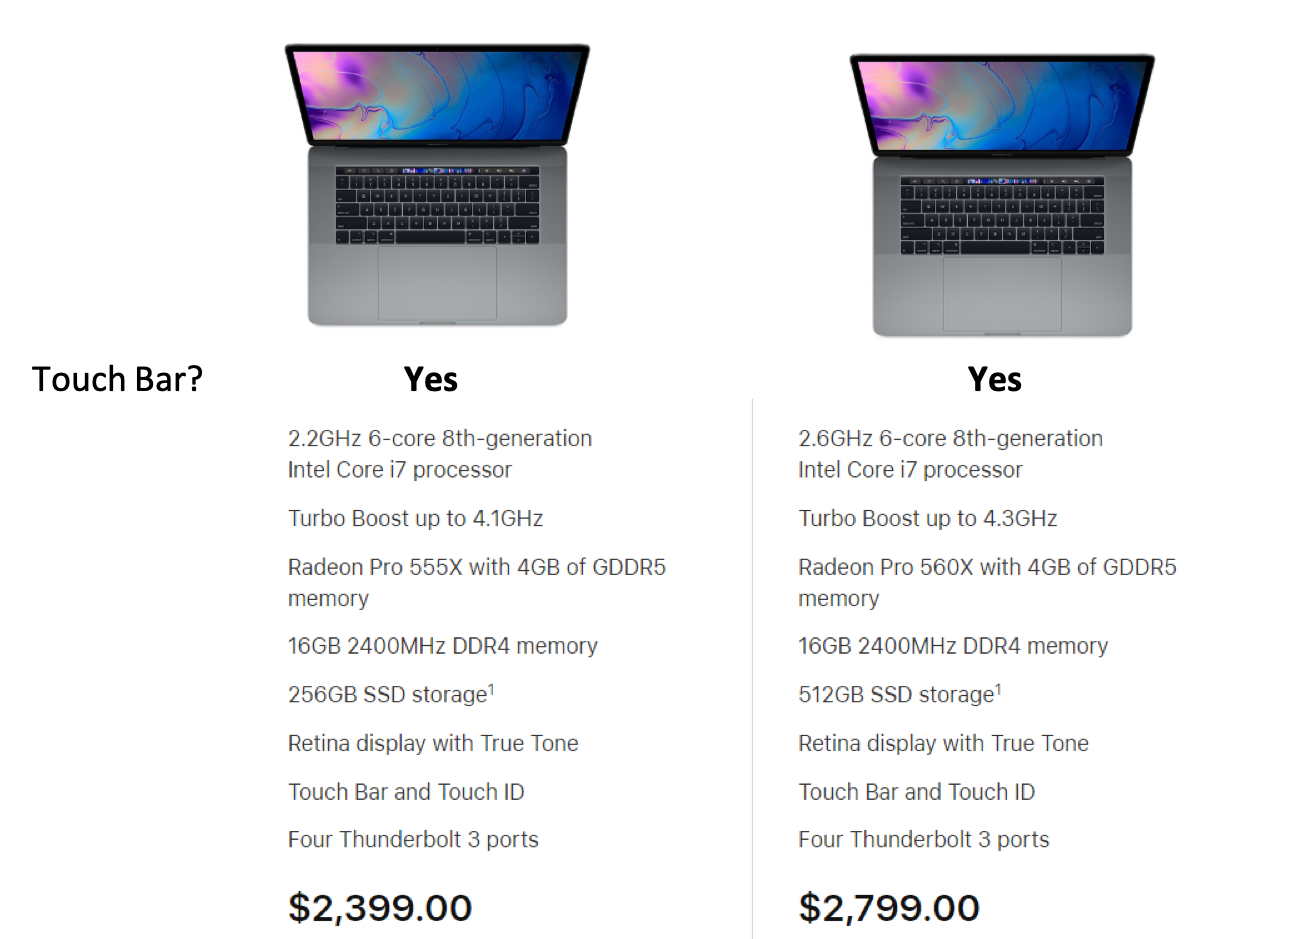 Touch Bar? Yes Yes
2.2GHz 6-core 8th-generation
Intel Core i7 processor
Turbo Boost up to 4.1GHz
Radeon Pro 555X with 4GB of GDDR5
memory
16GB 2400MHz DDR4 memory
256GB SSD storage¹
Retina display with True Tone
Touch Bar and Touch ID
Four Thunderbolt 3 ports
$2,399.00
2.6GHz 6-core 8th-generation
Intel Core i7 processor
Turbo Boost up to 4.3GHz
Radeon Pro 560X with 4GB of GDDR5
memory
16GB 2400MHz DDR4 memory
512GB SSD storage¹
Retina display with True Tone
Touch Bar and Touch ID
Four Thunderbolt 3 ports
$2,799.00